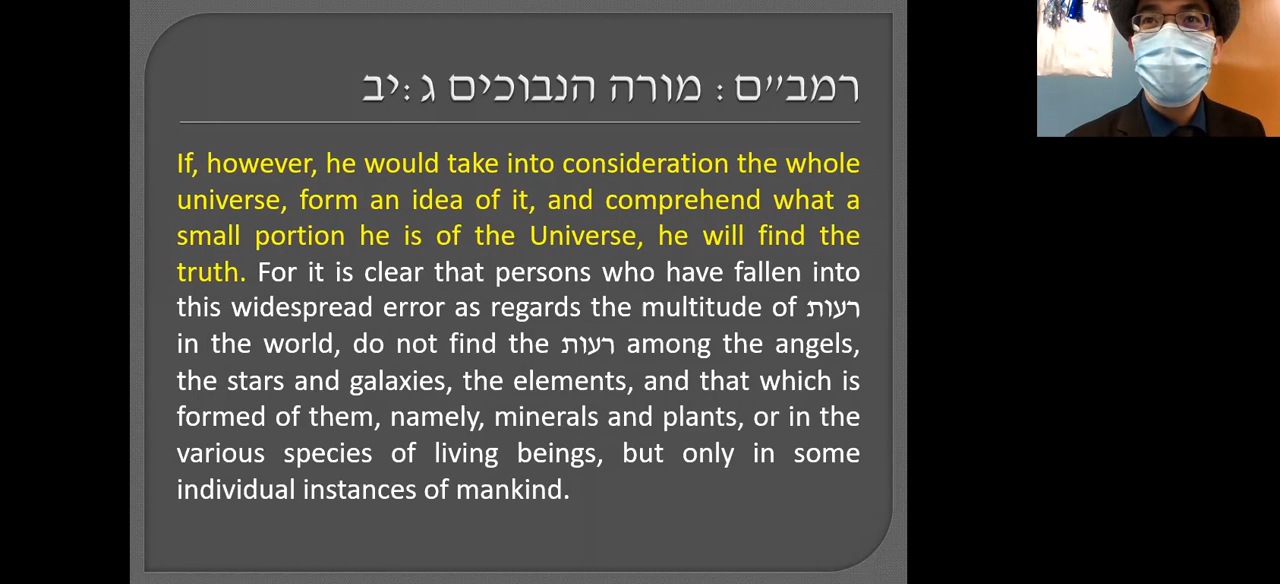 רמב"ם : מורה הנבוכים ג :יב
If, however, he would take into consideration the whole
universe, form an idea of it, and comprehend what a
small portion he is of the Universe, he will find the
truth. For it is clear that persons who have fallen into
this widespread error as regards the multitude of רעות
in the world, do not find the רעות among the angels,
the stars and galaxies, the elements, and that which is
formed of them, namely, minerals and plants, or in the
various species of living beings, but only in some
individual instances of mankind.